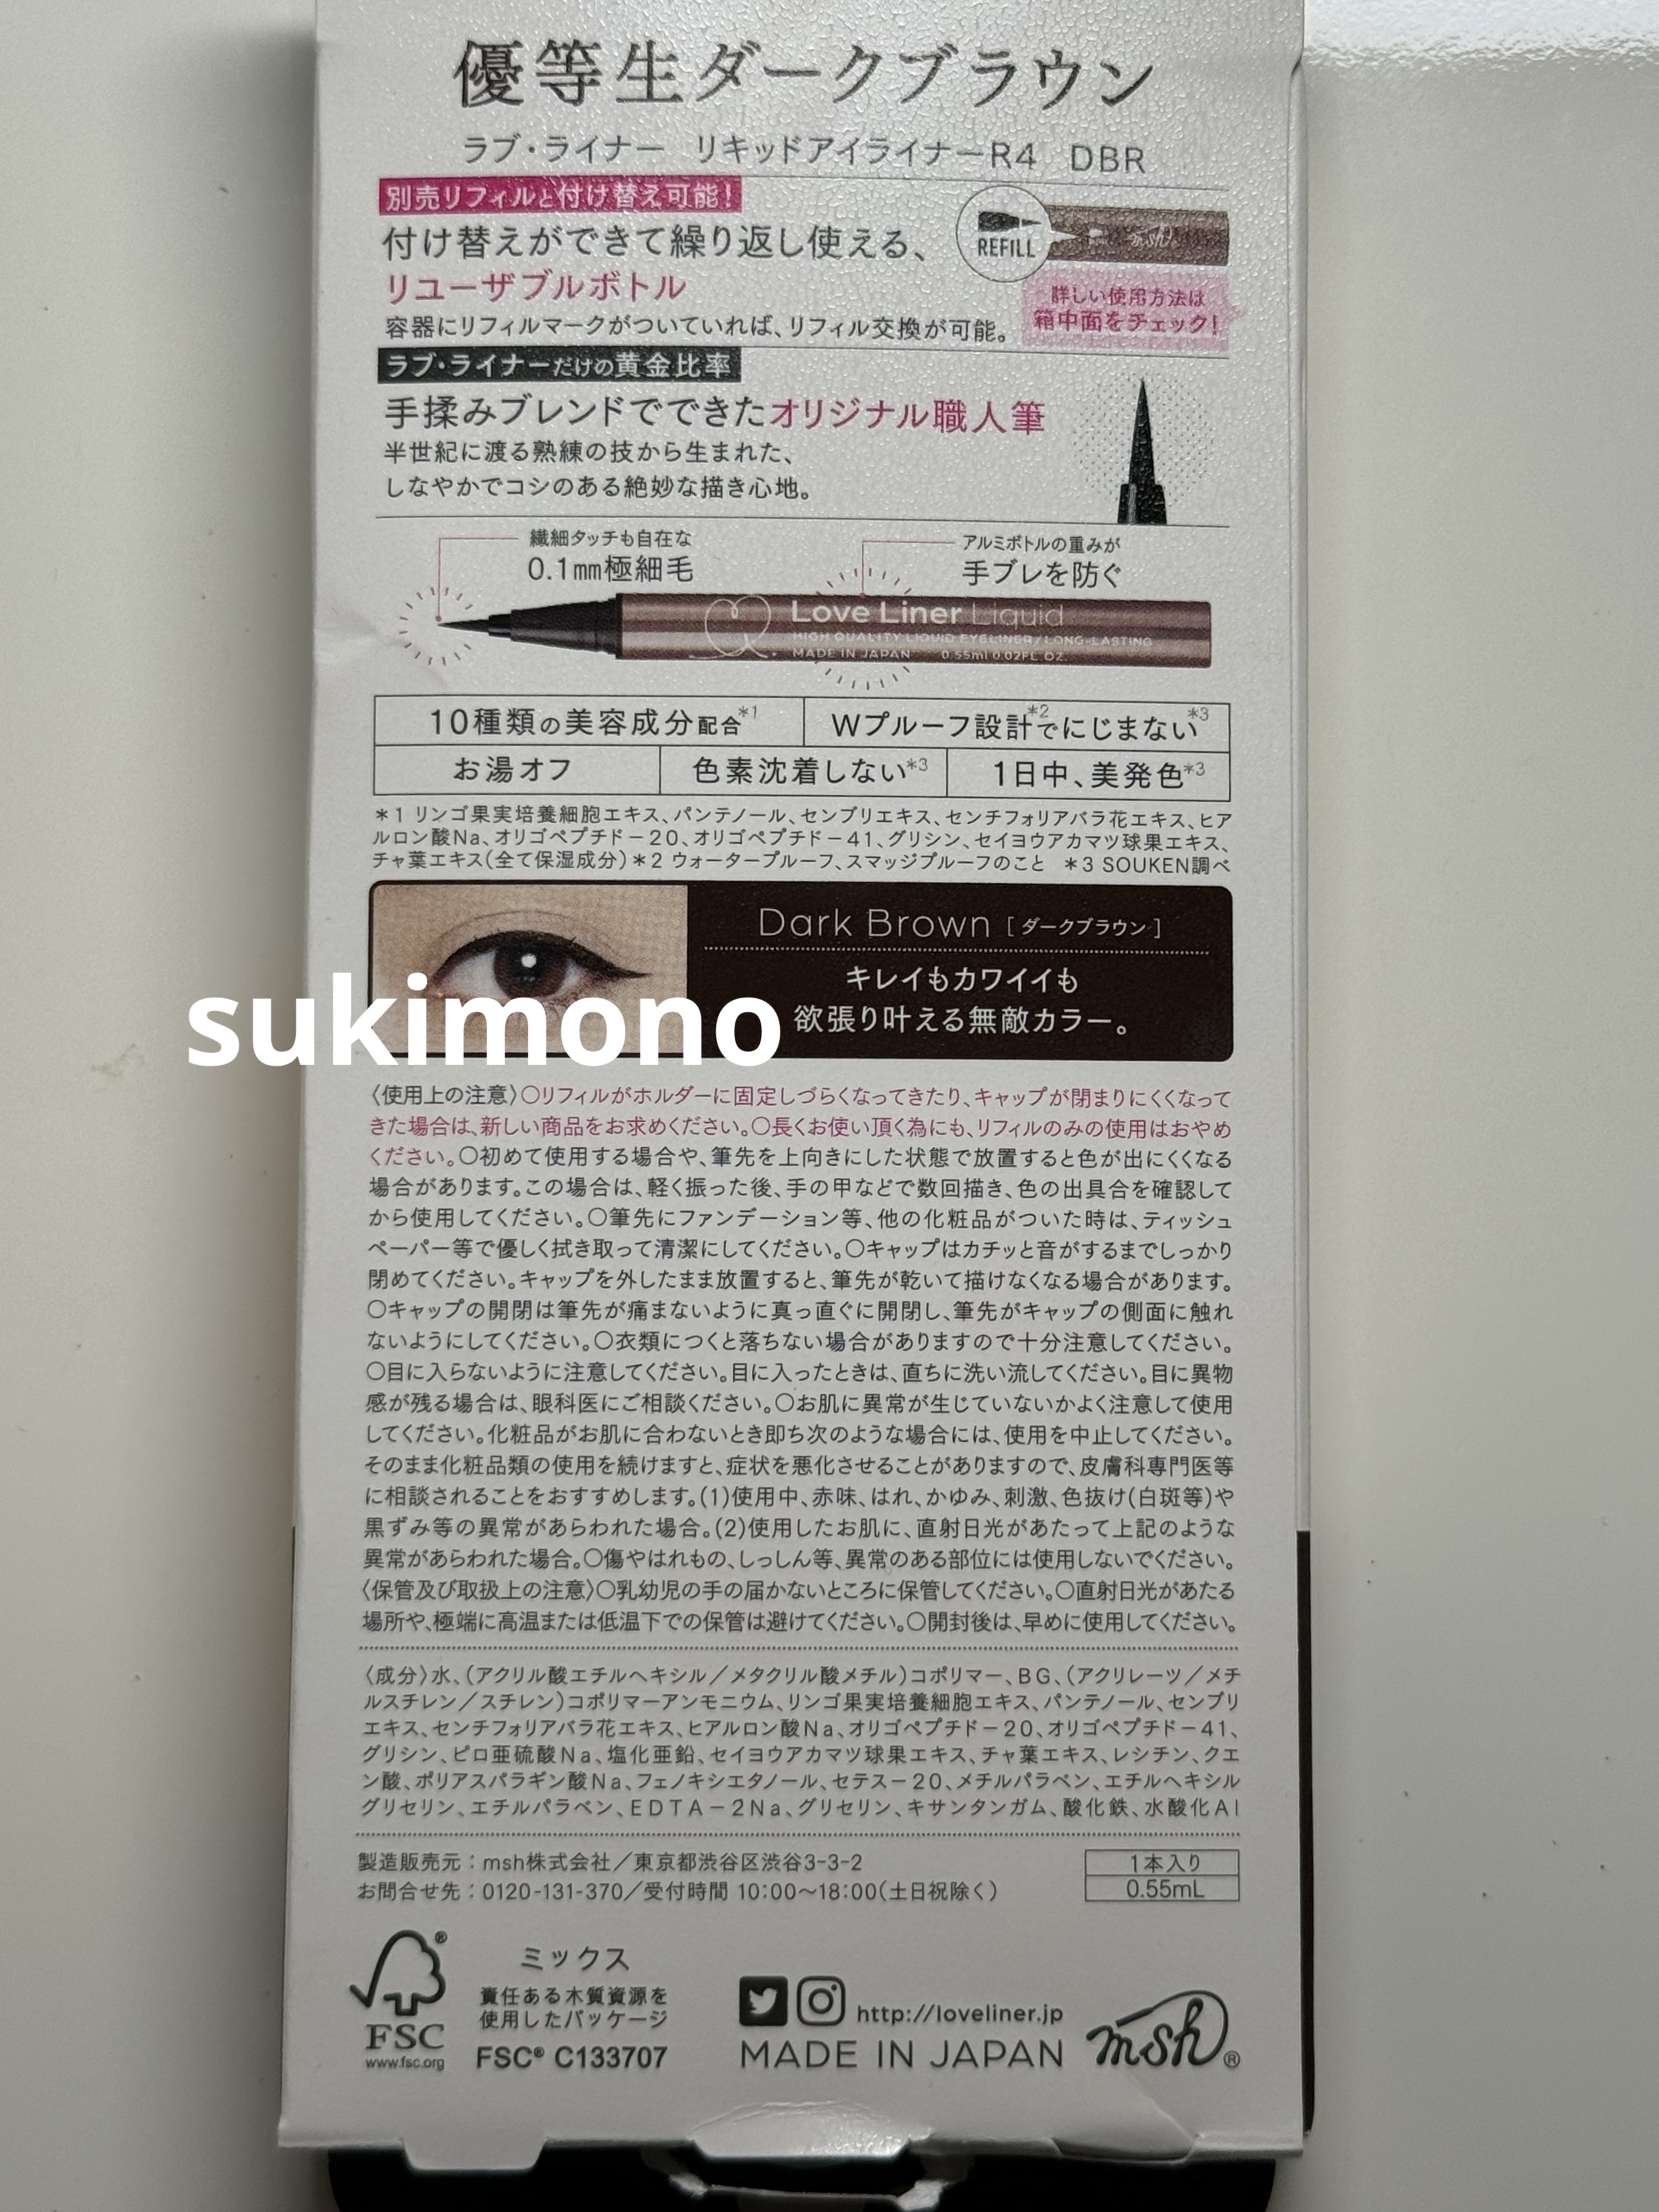 優等生ダークブラウン
ラブ・ライナー リキッドアイライナーR4 DBR
別売リフィルと付け替え可能!
付け替えができて繰り返し使える、
リユーザブルボトル
容器にリフィルマークがついていれば、リフィル交換が可能。
REFILL
msh
詳しい使用方法は
箱中面をチェック!
ラブ・ライナーだけの黄金比率
手揉みブレンドでできたオリジナル職人筆
半世紀に渡る熟練の技から生まれた、
しなやかでコシのある絶妙な描き心地。
繊細タッチも自在な
0.1mm極細毛
アルミボトルの重みが
手ブレを防ぐ
Love Liner Liquid
HIGH QUALITY LIQUID EYELINER/LONG-LASTING
MADE IN JAPAN 0.55ml 0.02FL.OZ.
10種類の美容成分配合*1
Wプルーフ設計*2でにじまない*3
お湯オフ
色素沈着しない*3
1日中、美発色*3
*1 リンゴ果実培養細胞エキス、パンテノール、センブリエキス、センチフォリアバラ花エキス、ヒア
ルロン酸Na、オリゴペプチド-20、オリゴペプチド-41、グリシン、セイヨウアカマツ球果エキス、
チャ葉エキス(全て保湿成分)*2 ウォータープルーフ、スマッジプルーフのこと *3 SOUKEN調べ
Dark Brown [ダークブラウン]
キレイもカワイイも
欲張り叶える無敵カラー。
sukimono
〈使用上の注意〉○リフィルがホルダーに固定しづらくなってきたり、キャップが閉まりにくくなって
きた場合は、新しい商品をお求めください。○長くお使い頂く為にも、リフィルのみの使用はおやめ
ください。○初めて使用する場合や、筆先を上向きにした状態で放置すると色が出にくくなる
場合があります。この場合は、軽く振った後、手の甲などで数回描き、色の出具合を確認して
から使用してください。○筆先にファンデーション等、他の化粧品がついた時は、ティッシュ
ペーパー等で優しく拭き取って清潔にしてください。○キャップはカチッと音がするまでしっかり
閉めてください。キャップを外したまま放置すると、筆先が乾いて描けなくなる場合があります。
○キャップの開閉は筆先が痛まないように真っ直ぐに開閉し、筆先がキャップの側面に触れ
ないようにしてください。○衣類につくと落ちない場合がありますので十分注意してください。
○目に入らないように注意してください。目に入ったときは、直ちに洗い流してください。目に異物
感が残る場合は、眼科医にご相談ください。○お肌に異常が生じていないかよく注意して使用
してください。化粧品がお肌に合わないとき即ち次のような場合には、使用を中止してください。
そのまま化粧品類の使用を続けますと、症状を悪化させることがありますので、皮膚科専門医等
に相談されることをおすすめします。(1)使用中、赤味、はれ、かゆみ、刺激、色抜け(白斑等)や
黒ずみ等の異常があらわれた場合。(2)使用したお肌に、直射日光があたって上記のような
異常があらわれた場合。○傷やはれもの、しっしん等、異常のある部位には使用しないでください。
〈保管及び取扱上の注意〉○乳幼児の手の届かないところに保管してください。○直射日光があたる
場所や、極端に高温または低温下での保管は避けてください。○開封後は、早めに使用してください。
〈成分〉水、(アクリル酸エチルヘキシル/メタクリル酸メチル)コポリマー、BG、(アクリレーツ/メチ
ルスチレン/スチレン)コポリマーアンモニウム、リンゴ果実培養細胞エキス、パンテノール、センブリ
エキス、センチフォリアバラ花エキス、ヒアルロン酸Na、オリゴペプチド-20、オリゴペプチド-41、
グリシン、ピロ亜硫酸Na、塩化亜鉛、セイヨウアカマツ球果エキス、チャ葉エキス、レシチン、クエ
ン酸、ポリアスパラギン酸Na、フェノキシエタノール、セテス-20、メチルパラベン、エチルヘキシル
グリセリン、エチルパラベン、EDTA-2Na、グリセリン、キサンタンガム、酸化鉄、水酸化Al
製造販売元:msh株式会社/東京都渋谷区渋谷3-3-2
お問合せ先:0120-131-370/受付時間 10:00~18:00(土日祝除く)
1本入り
0.55mL
FSC
www.fsc.org
ミックス
責任ある木質資源を
使用したパッケージ
FSC® C133707
http://loveliner.jp
MADE IN JAPAN
msh®